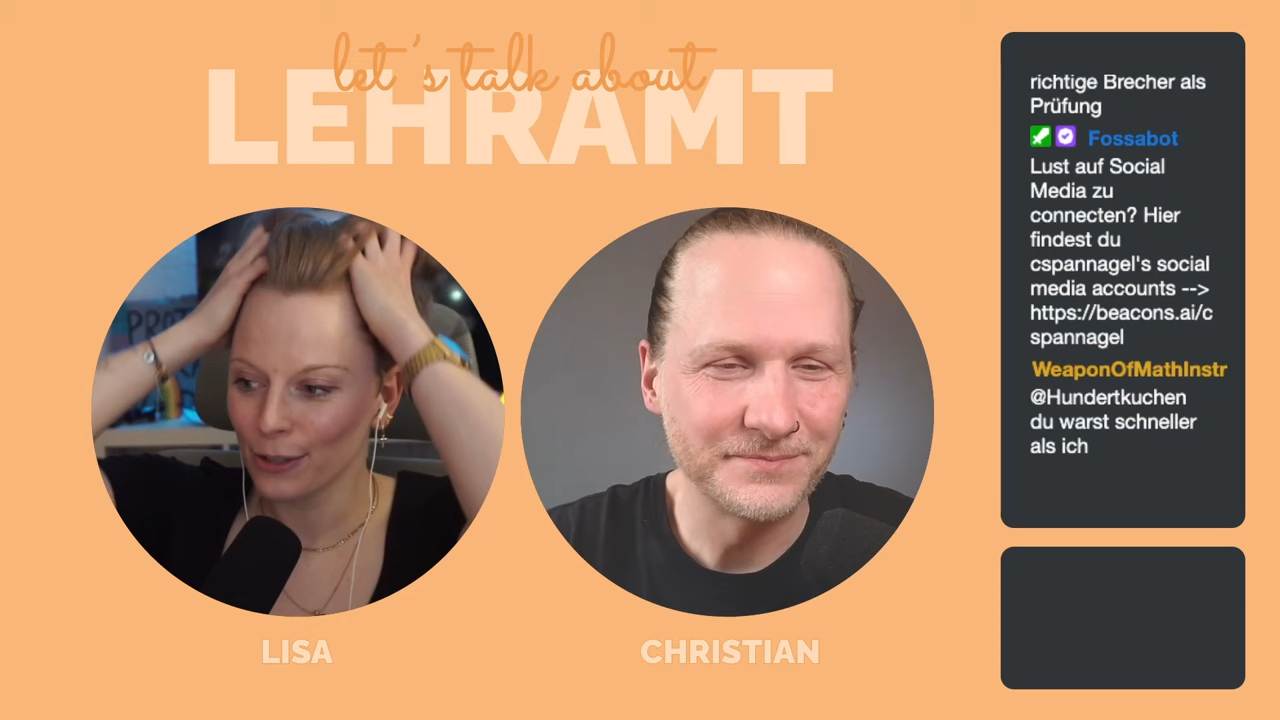 let's talk about
LEHRAMT
LISA
CHRISTIAN
richtige Brecher als
Prüfung
Fossabot
Lust auf Social
Media zu
connecten? Hier
findest du
cspannagel's social
media accounts -->
https://beacons.ai/c
spannagel
WeaponOfMathInstr
@Hundertkuchen
du warst schneller
als ich